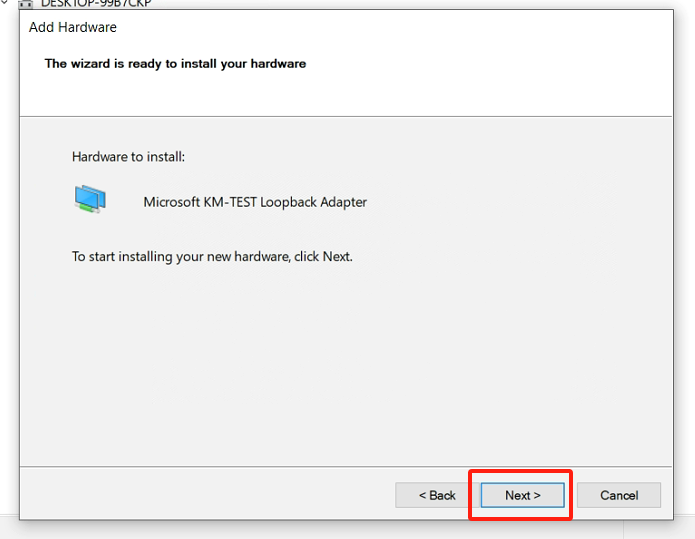 DESKTOP-99B7CKP
Add Hardware
The wizard is ready to install your hardware
Hardware to install:
Microsoft KM-TEST Loopback Adapter
To start installing your new hardware, click Next.
< Back Next > Cancel